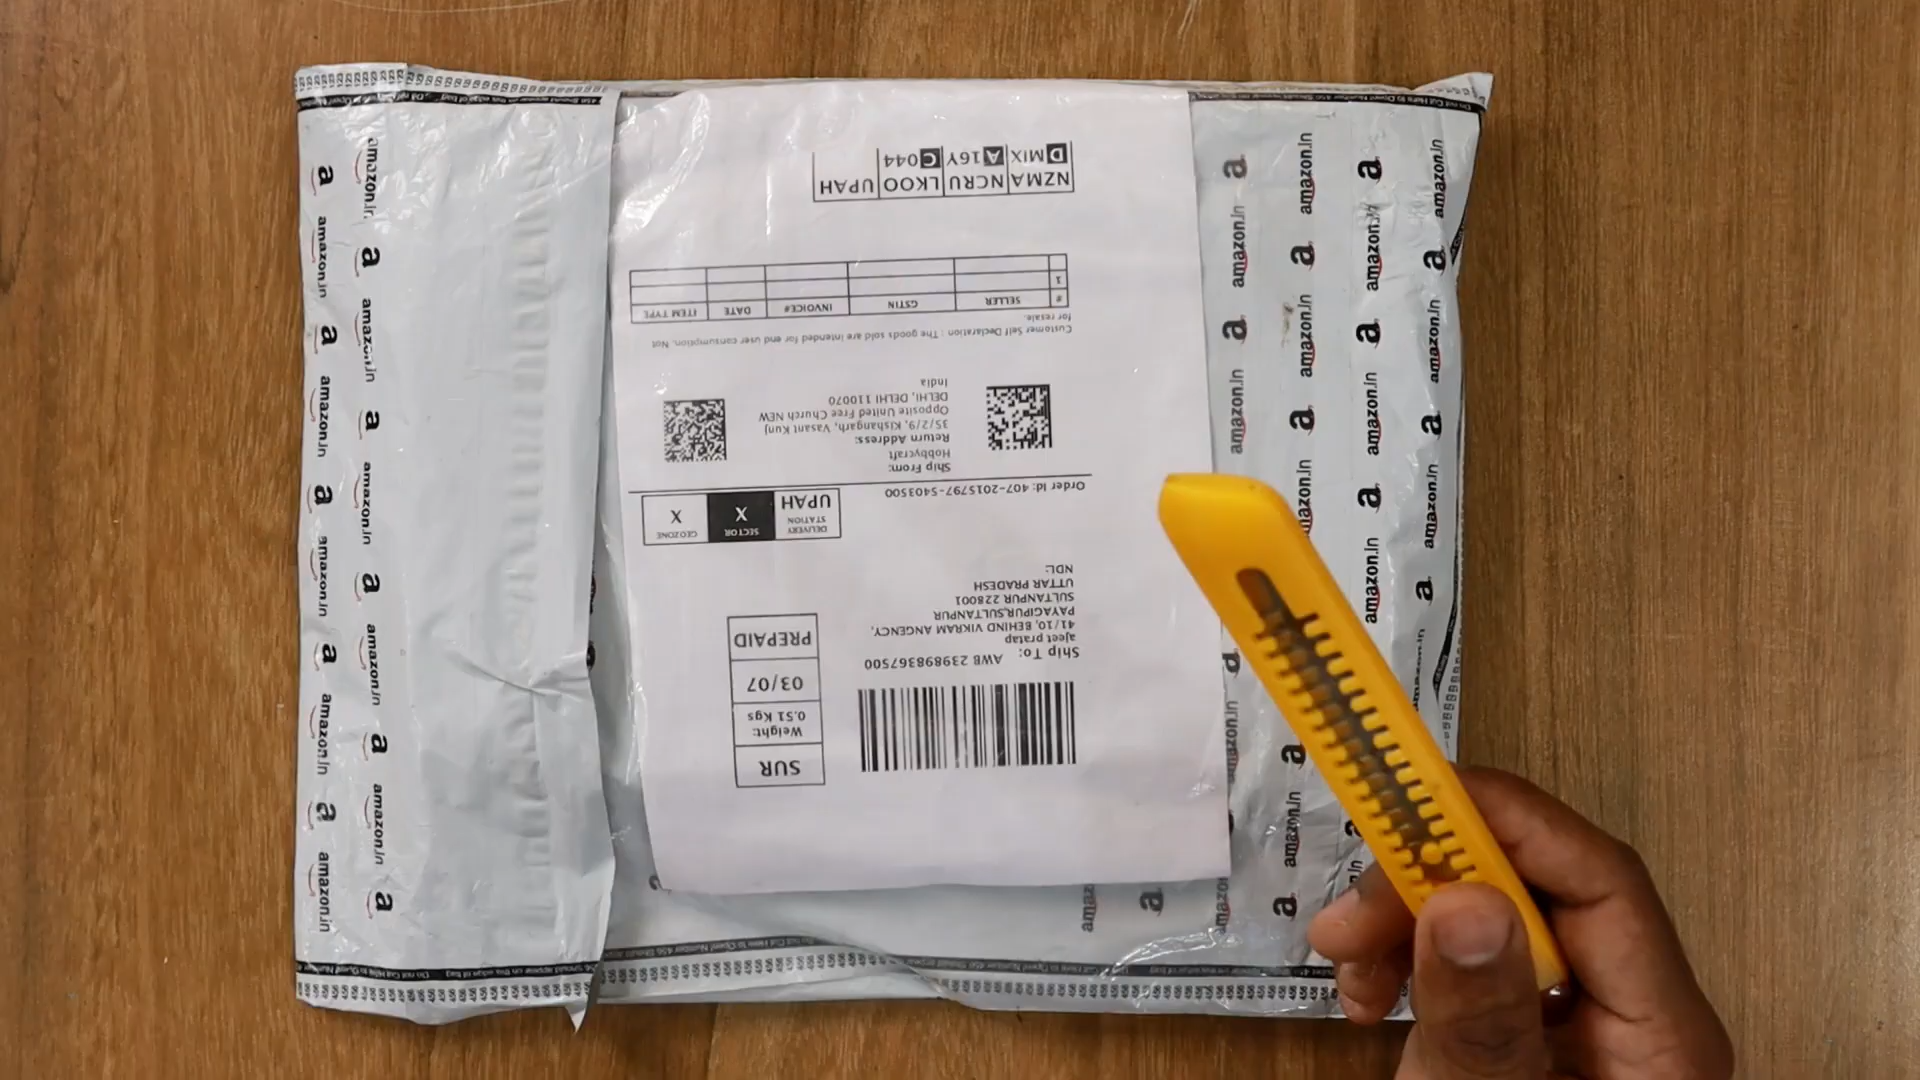 SUR
Weight:
0.51 Kgs
03/07
PREPAID
Ship To: AWB 239898367500
ajeet pratap
41/10, BEHIND VIKRAM ANGENCY,
PAYAGIPUR,SULTANPUR
SULTANPUR 228001
UTTAR PRADESH
NDL:
DELIVERY STATION UPAH
SECTOR X
GEOZONE X
Order Id: 407-2015797-5403500
Ship From:
Hobbycraft
Return Address:
35/2/9, Kishangarh, Vasant Kunj
Opposite United Free Church NEW
DELHI, DELHI 110070
India
Customer Self Declaration : The goods sold are intended for end user consumption. Not
for resale.
# SELLER GSTIN INVOICE# DATE ITEM TYPE
1
NZMA NCRU LKOO UPAH
D MIX A 16Y C 044
amazon.in
a